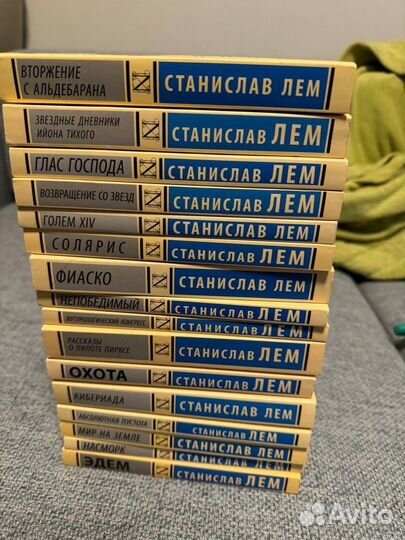 ВТОРЖЕНИЕ
С АЛЬДЕБАРАНА
СТАНИСЛАВ ЛЕМ
ЗВЕЗДНЫЕ ДНЕВНИКИ
ИЙОНА ТИХОГО
СТАНИСЛАВ ЛЕМ
ГЛАС ГОСПОДА
СТАНИСЛАВ ЛЕМ
ВОЗВРАЩЕНИЕ СО ЗВЕЗД
СТАНИСЛАВ ЛЕМ
ГОЛЕМ XIV
СТАНИСЛАВ ЛЕМ
СОЛЯРИС
СТАНИСЛАВ ЛЕМ
ФИАСКО
СТАНИСЛАВ ЛЕМ
НЕПОБЕДИМЫЙ
СТАНИСЛАВ ЛЕМ
ФУТУРОЛОГИЧЕСКИЙ КОНГРЕСС
СТАНИСЛАВ ЛЕМ
РАССКАЗЫ
О ПИЛОТЕ ПИРКСЕ
СТАНИСЛАВ ЛЕМ
ОХОТА
СТАНИСЛАВ ЛЕМ
КИБЕРИАДА
СТАНИСЛАВ ЛЕМ
АБСОЛЮТНАЯ ПУСТОТА
СТАНИСЛАВ ЛЕМ
МИР НА ЗЕМЛЕ
СТАНИСЛАВ ЛЕМ
НАСМОРК
СТАНИСЛАВ ЛЕМ
ЭДЕМ
СТАНИСЛАВ ЛЕМ
Avito